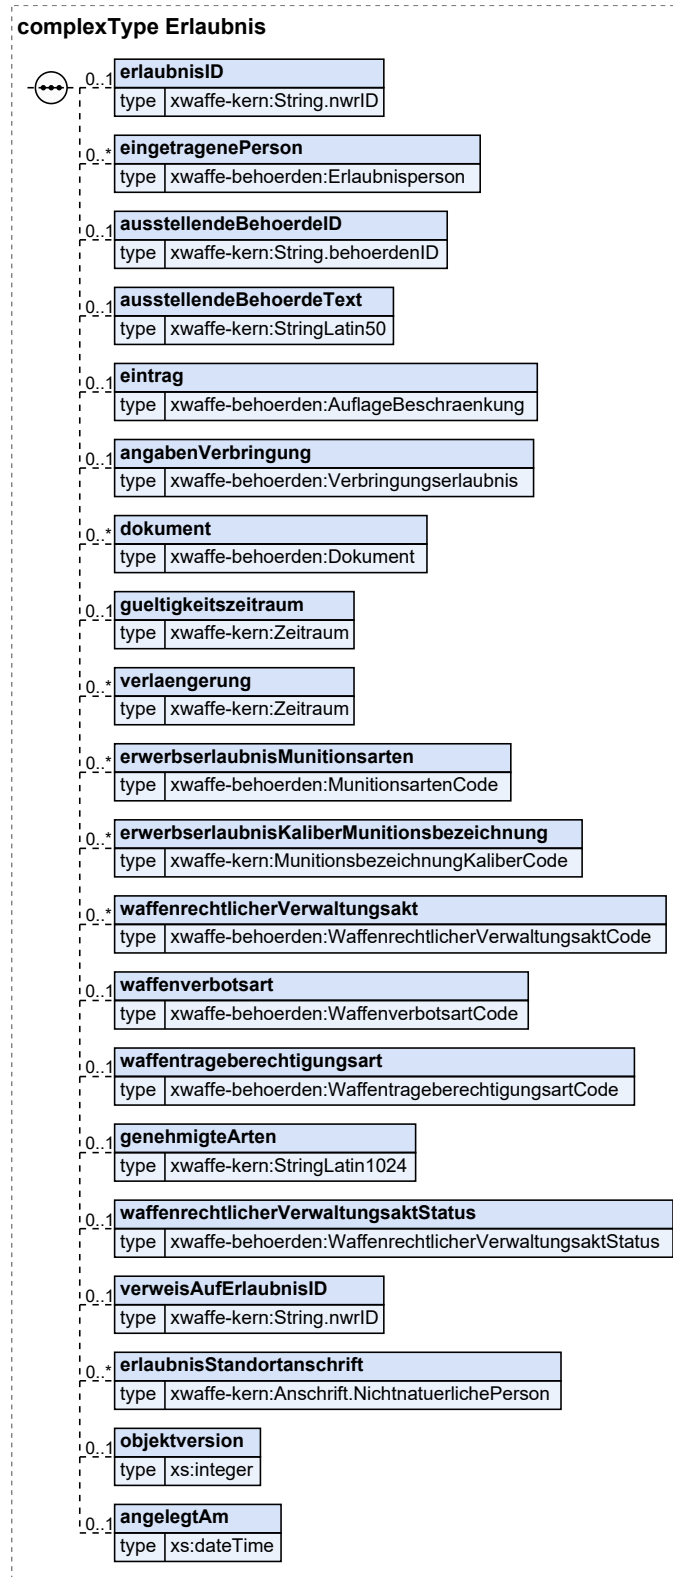 complexType Erlaubnis
0..1 erlaubnisID
type xwaffe-kern:String.nwrID
0..* eingetragenePerson
type xwaffe-behoerden:Erlaubnisperson
0..1 ausstellendeBehoerdeID
type xwaffe-kern:String.behoerdenID
0..1 ausstellendeBehoerdeText
type xwaffe-kern:StringLatin50
0..1 eintrag
type xwaffe-behoerden:AuflageBeschraenkung
0..1 angabenVerbringung
type xwaffe-behoerden:Verbringungserlaubnis
0..* dokument
type xwaffe-behoerden:Dokument
0..1 gueltigkeitszeitraum
type xwaffe-kern:Zeitraum
0..* verlaengerung
type xwaffe-kern:Zeitraum
0..* erwerbserlaubnisMunitionsarten
type xwaffe-behoerden:MunitionsartenCode
0..* erwerbserlaubnisKaliberMunitionsbezeichnung
type xwaffe-kern:MunitionsbezeichnungKaliberCode
0..* waffenrechtlicherVerwaltungsakt
type xwaffe-behoerden:WaffenrechtlicherVerwaltungsaktCode
0..1 waffenverbotsart
type xwaffe-behoerden:WaffenverbotsartCode
0..1 waffentrageberechtigungsart
type xwaffe-behoerden:WaffentrageberechtigungsartCode
0..1 genehmigteArten
type xwaffe-kern:StringLatin1024
0..1 waffenrechtlicherVerwaltungsaktStatus
type xwaffe-behoerden:WaffenrechtlicherVerwaltungsaktStatus
0..1 verweisAufErlaubnisID
type xwaffe-kern:String.nwrID
0..* erlaubnisStandortanschrift
type xwaffe-kern:Anschrift.NichtnatuerlichePerson
0..1 objektversion
type xs:integer
0..1 angelegtAm
type xs:dateTime